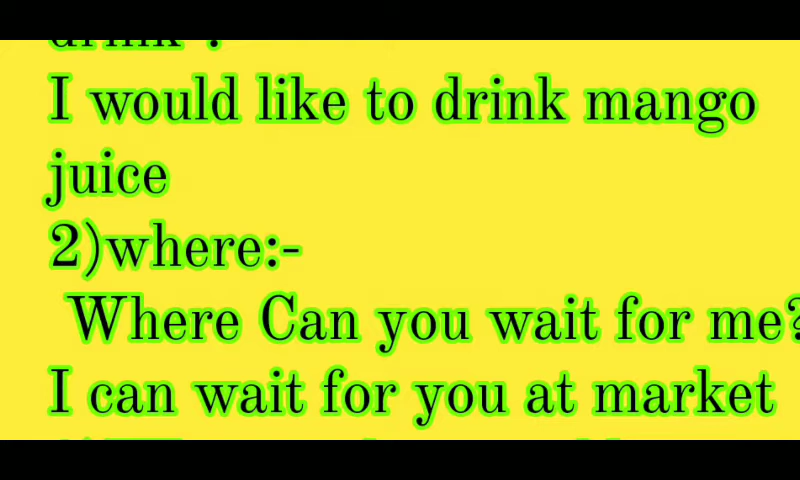 drink ?
I would like to drink mango
juice
2)where:-
Where Can you wait for me?
I can wait for you at market